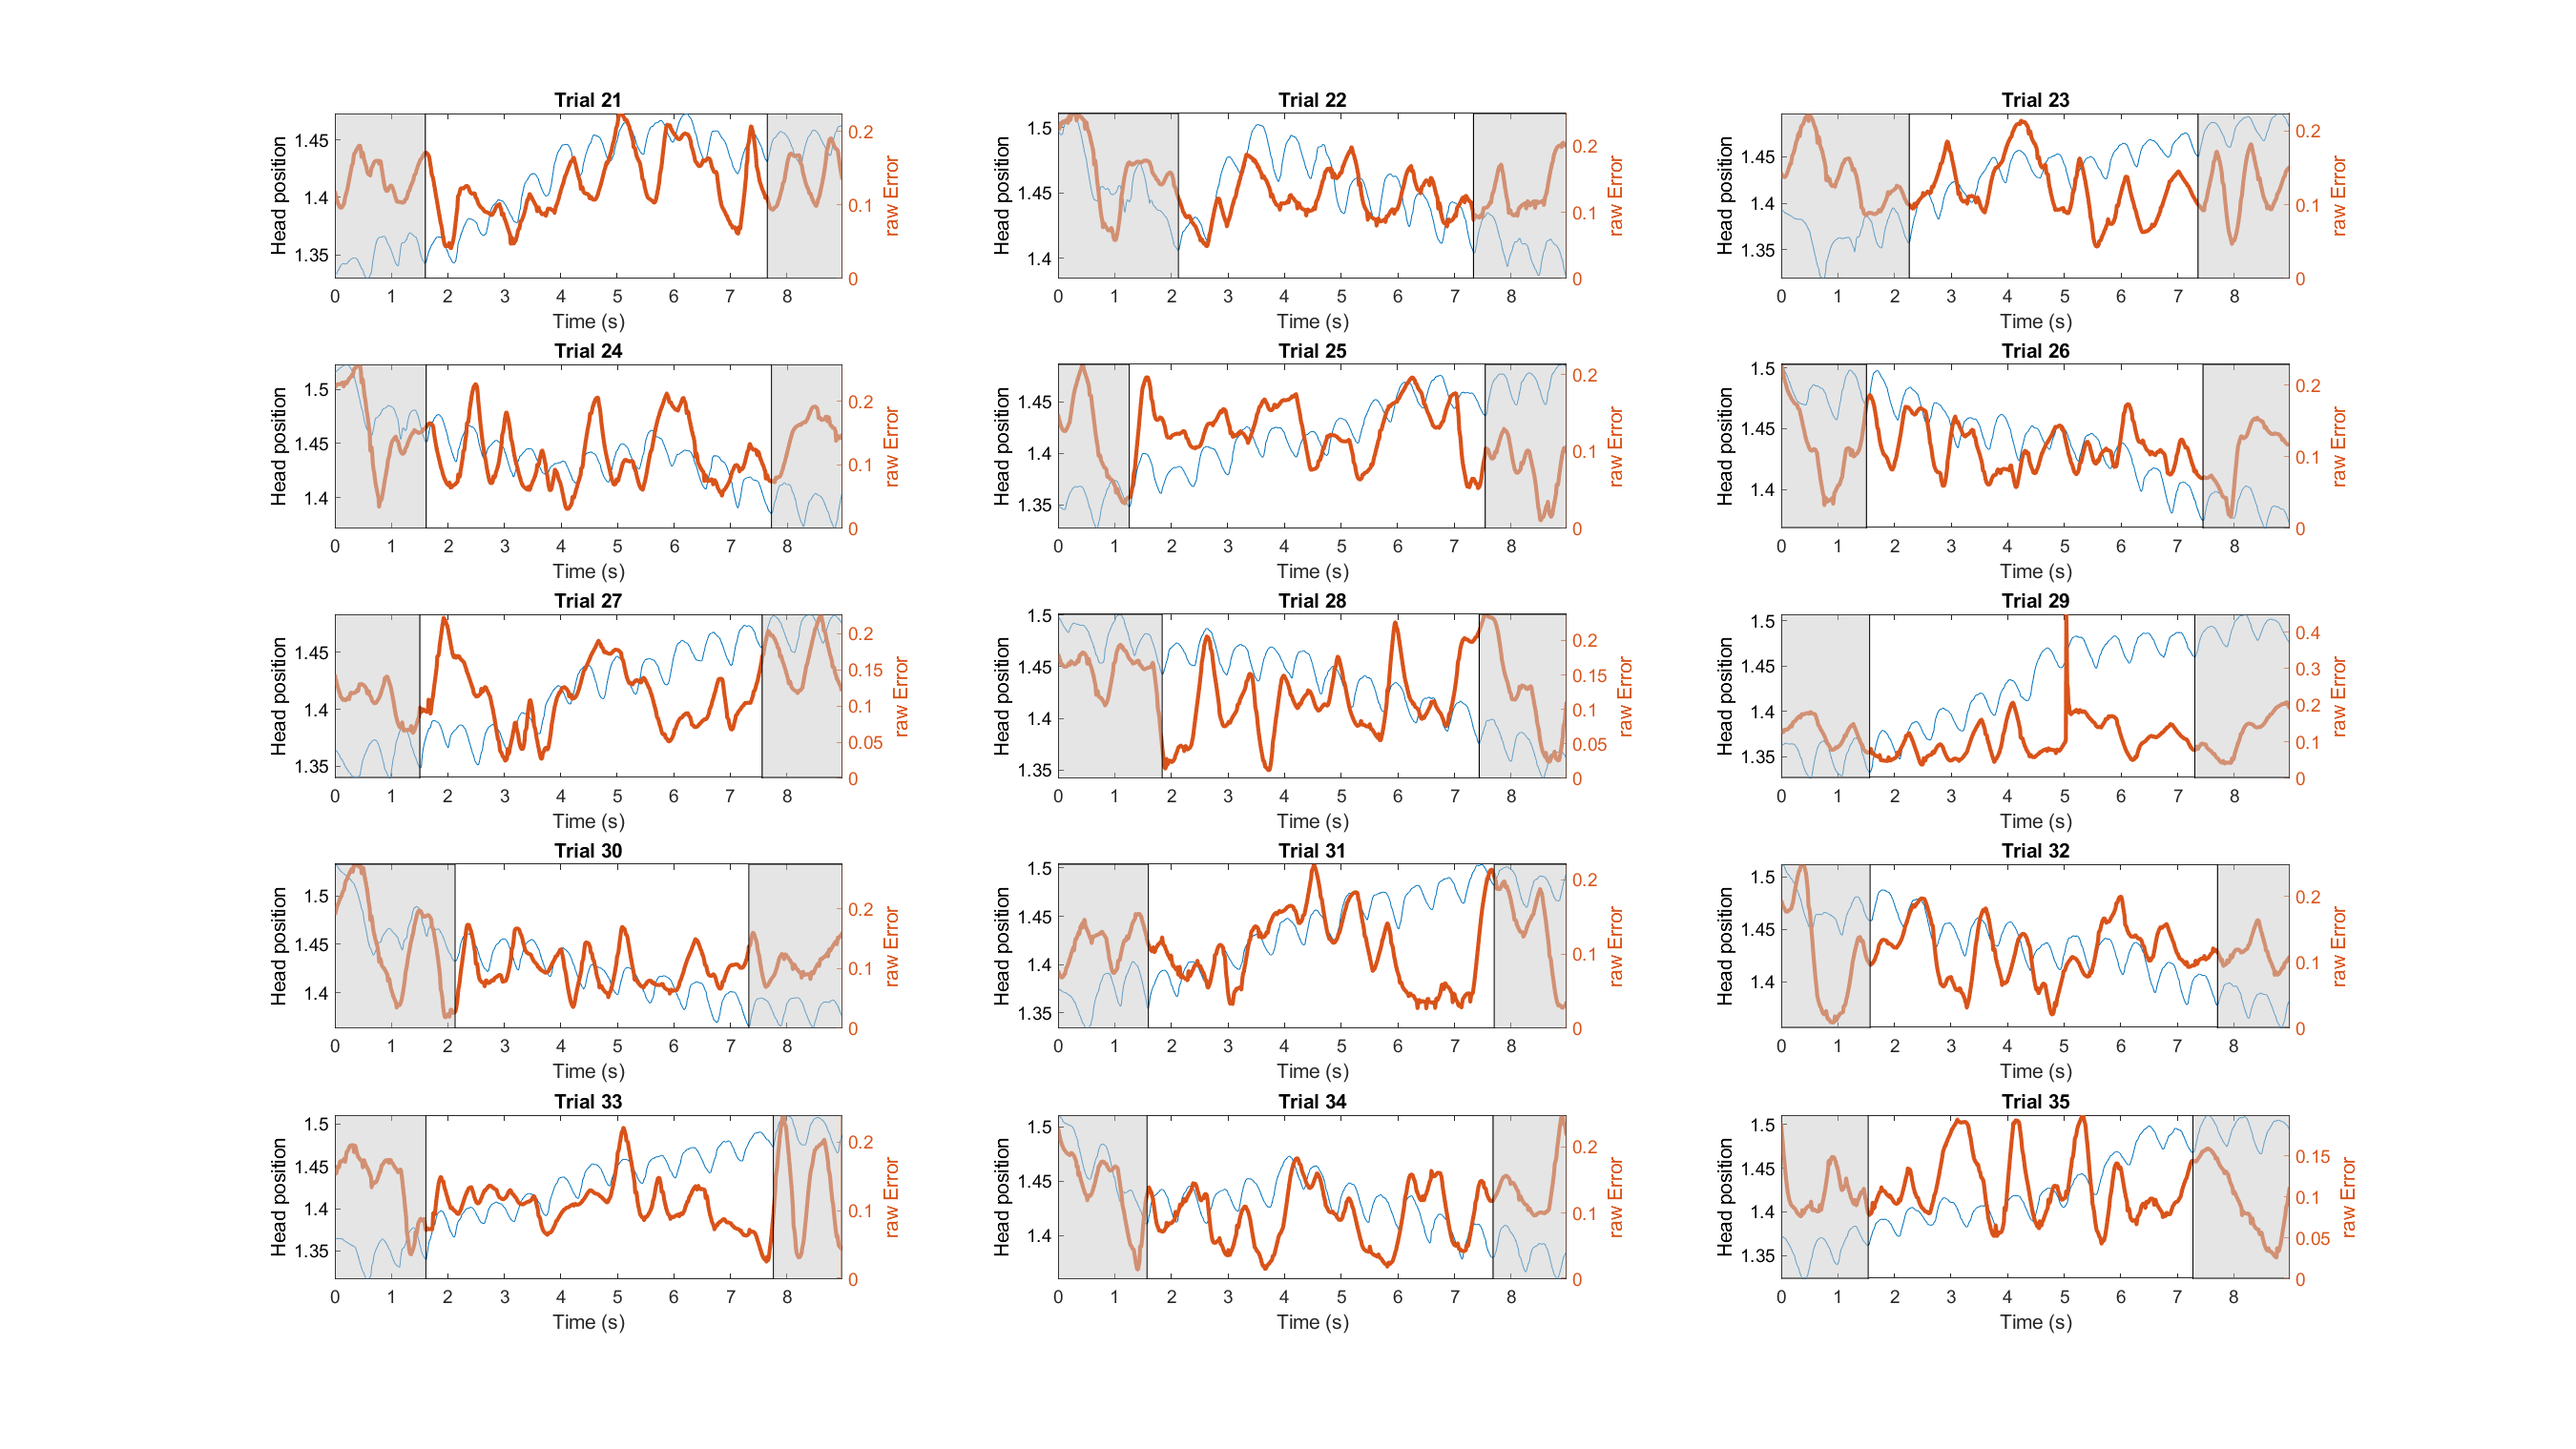 Trial 21
Head position
1.45
1.4
1.35
0.2
0.1
0
raw Error
0 1 2 3 4 5 6 7 8
Time (s)
Trial 22
Head position
1.5
1.45
1.4
0.2
0.1
0
raw Error
0 1 2 3 4 5 6 7 8
Time (s)
Trial 23
Head position
1.45
1.4
1.35
0.2
0.1
0
raw Error
0 1 2 3 4 5 6 7 8
Time (s)
Trial 24
Head position
1.5
1.45
1.4
0.2
0.1
0
raw Error
0 1 2 3 4 5 6 7 8
Time (s)
Trial 25
Head position
1.45
1.4
1.35
0.2
0.1
0
raw Error
0 1 2 3 4 5 6 7 8
Time (s)
Trial 26
Head position
1.5
1.45
1.4
0.2
0.1
0
raw Error
0 1 2 3 4 5 6 7 8
Time (s)
Trial 27
Head position
1.45
1.4
1.35
0.2
0.15
0.1
0.05
0
raw Error
0 1 2 3 4 5 6 7 8
Time (s)
Trial 28
Head position
1.5
1.45
1.4
1.35
0.2
0.15
0.1
0.05
0
raw Error
0 1 2 3 4 5 6 7 8
Time (s)
Trial 29
Head position
1.5
1.45
1.4
1.35
0.4
0.3
0.2
0.1
0
raw Error
0 1 2 3 4 5 6 7 8
Time (s)
Trial 30
Head position
1.5
1.45
1.4
0.2
0.1
0
raw Error
0 1 2 3 4 5 6 7 8
Time (s)
Trial 31
Head position
1.5
1.45
1.4
1.35
0.2
0.1
0
raw Error
0 1 2 3 4 5 6 7 8
Time (s)
Trial 32
Head position
1.5
1.45
1.4
0.2
0.1
0
raw Error
0 1 2 3 4 5 6 7 8
Time (s)
Trial 33
Head position
1.5
1.45
1.4
1.35
0.2
0.1
0
raw Error
0 1 2 3 4 5 6 7 8
Time (s)
Trial 34
Head position
1.5
1.45
1.4
0.2
0.1
0
raw Error
0 1 2 3 4 5 6 7 8
Time (s)
Trial 35
Head position
1.5
1.45
1.4
1.35
0.15
0.1
0.05
0
raw Error
0 1 2 3 4 5 6 7 8
Time (s)